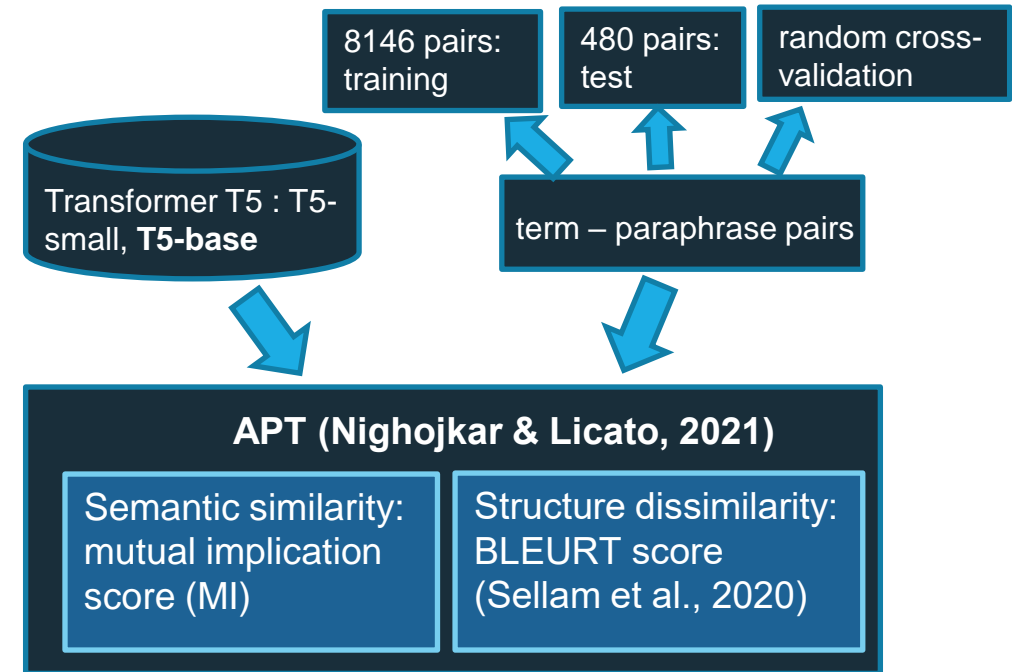 8146 pairs:
training
480 pairs:
test
random cross-
validation
Transformer T5 : T5-
small, T5-base
term – paraphrase pairs
APT (Nighojkar & Licato, 2021)
Semantic similarity:
mutual implication
score (MI)
Structure dissimilarity:
BLEURT score
(Sellam et al., 2020)